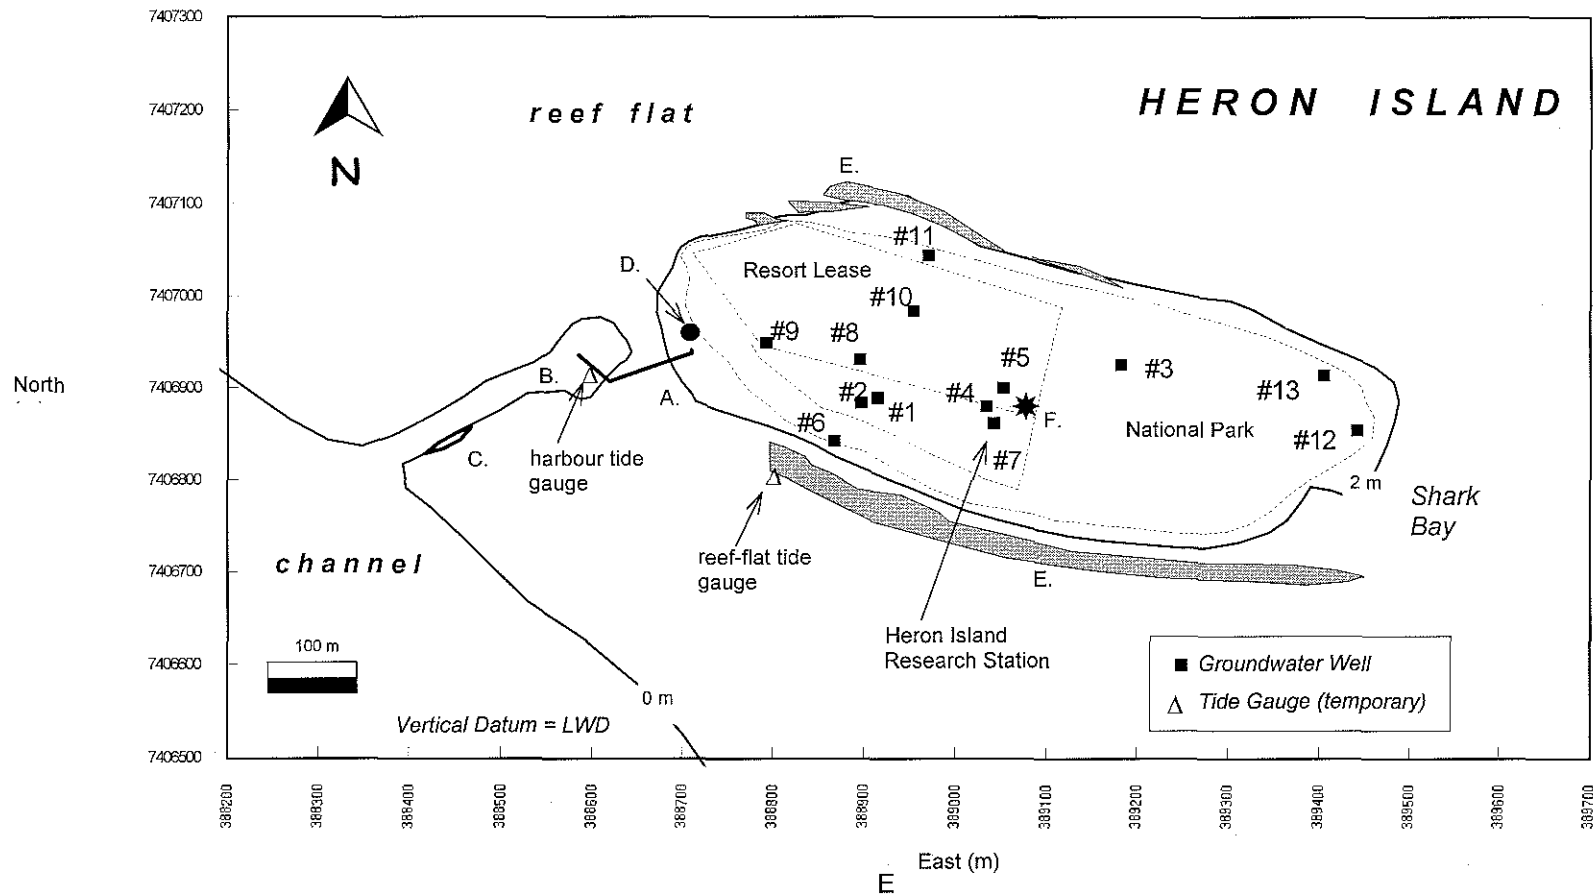 7407300
7407200
7407100
7407000
7406900
7406800
7406700
7406600
7406500
North
HERON ISLAND
reef flat
N
E.
#11
D.
Resort Lease
#10
#9
#8
#5
#3
B.
#2
#4
#13
A.
#1
F.
#6
National Park
#12
C.
harbour tide
gauge
#7
2 m
Shark
Bay
channel
reef-flat tide
gauge
E.
100 m
Heron Island
Research Station
Groundwater Well
0 m
Tide Gauge (temporary)
Vertical Datum = LWD
388200
388300
388400
388500
388600
388700
388800
388900
389000
389100
389200
389300
389400
389500
389600
389700
East (m)
E